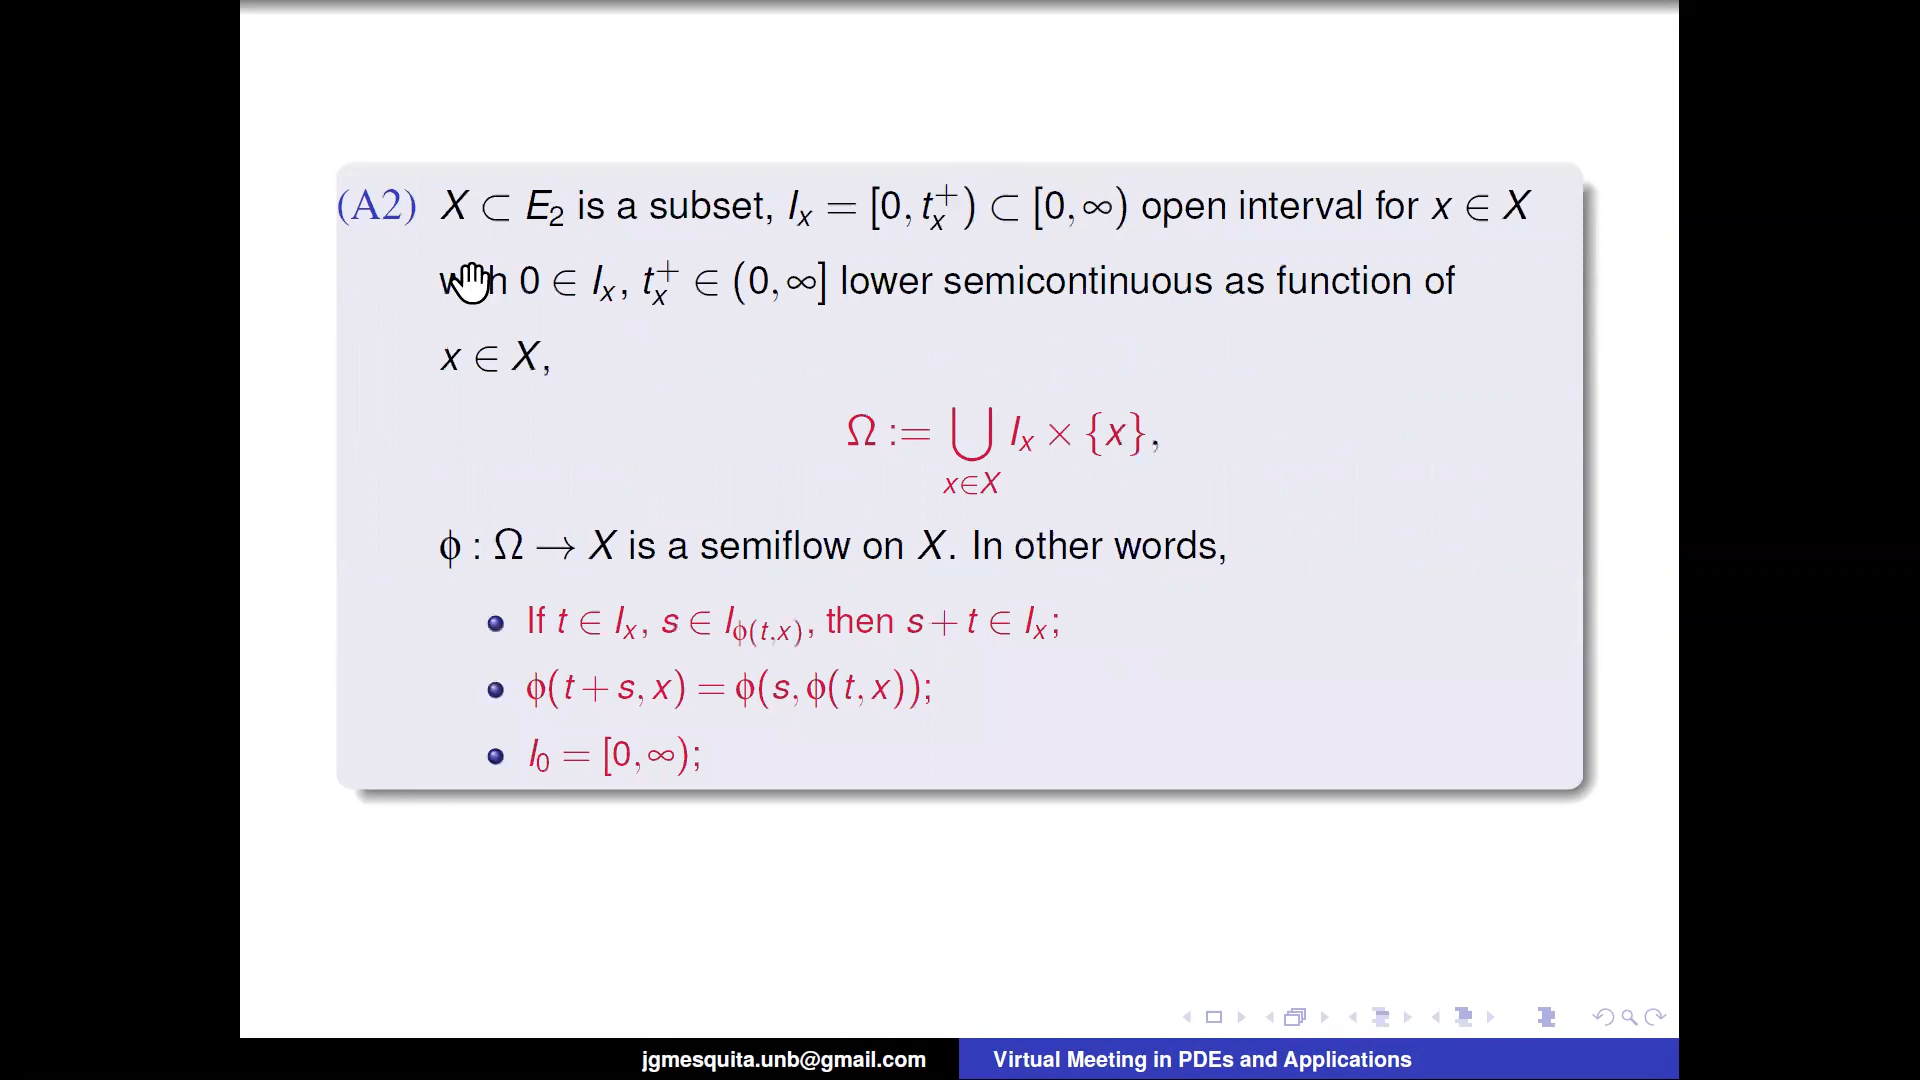 (A2) X ⊂ E₂ is a subset, Iₓ = [0, tₓ⁺) ⊂ [0, ∞) open interval for x ∈ X
0 ∈ Iₓ, tₓ⁺ ∈ (0, ∞] lower semicontinuous as function of
x ∈ X,
Ω := ⋃_{x∈X} Iₓ × {x},
ϕ : Ω → X is a semiflow on X. In other words,
If t ∈ Iₓ, s ∈ I_{ϕ(t,x)}, then s + t ∈ Iₓ;
ϕ(t + s, x) = ϕ(s, ϕ(t, x));
I₀ = [0, ∞);
jgmesquita.unb@gmail.com
Virtual Meeting in PDEs and Applications